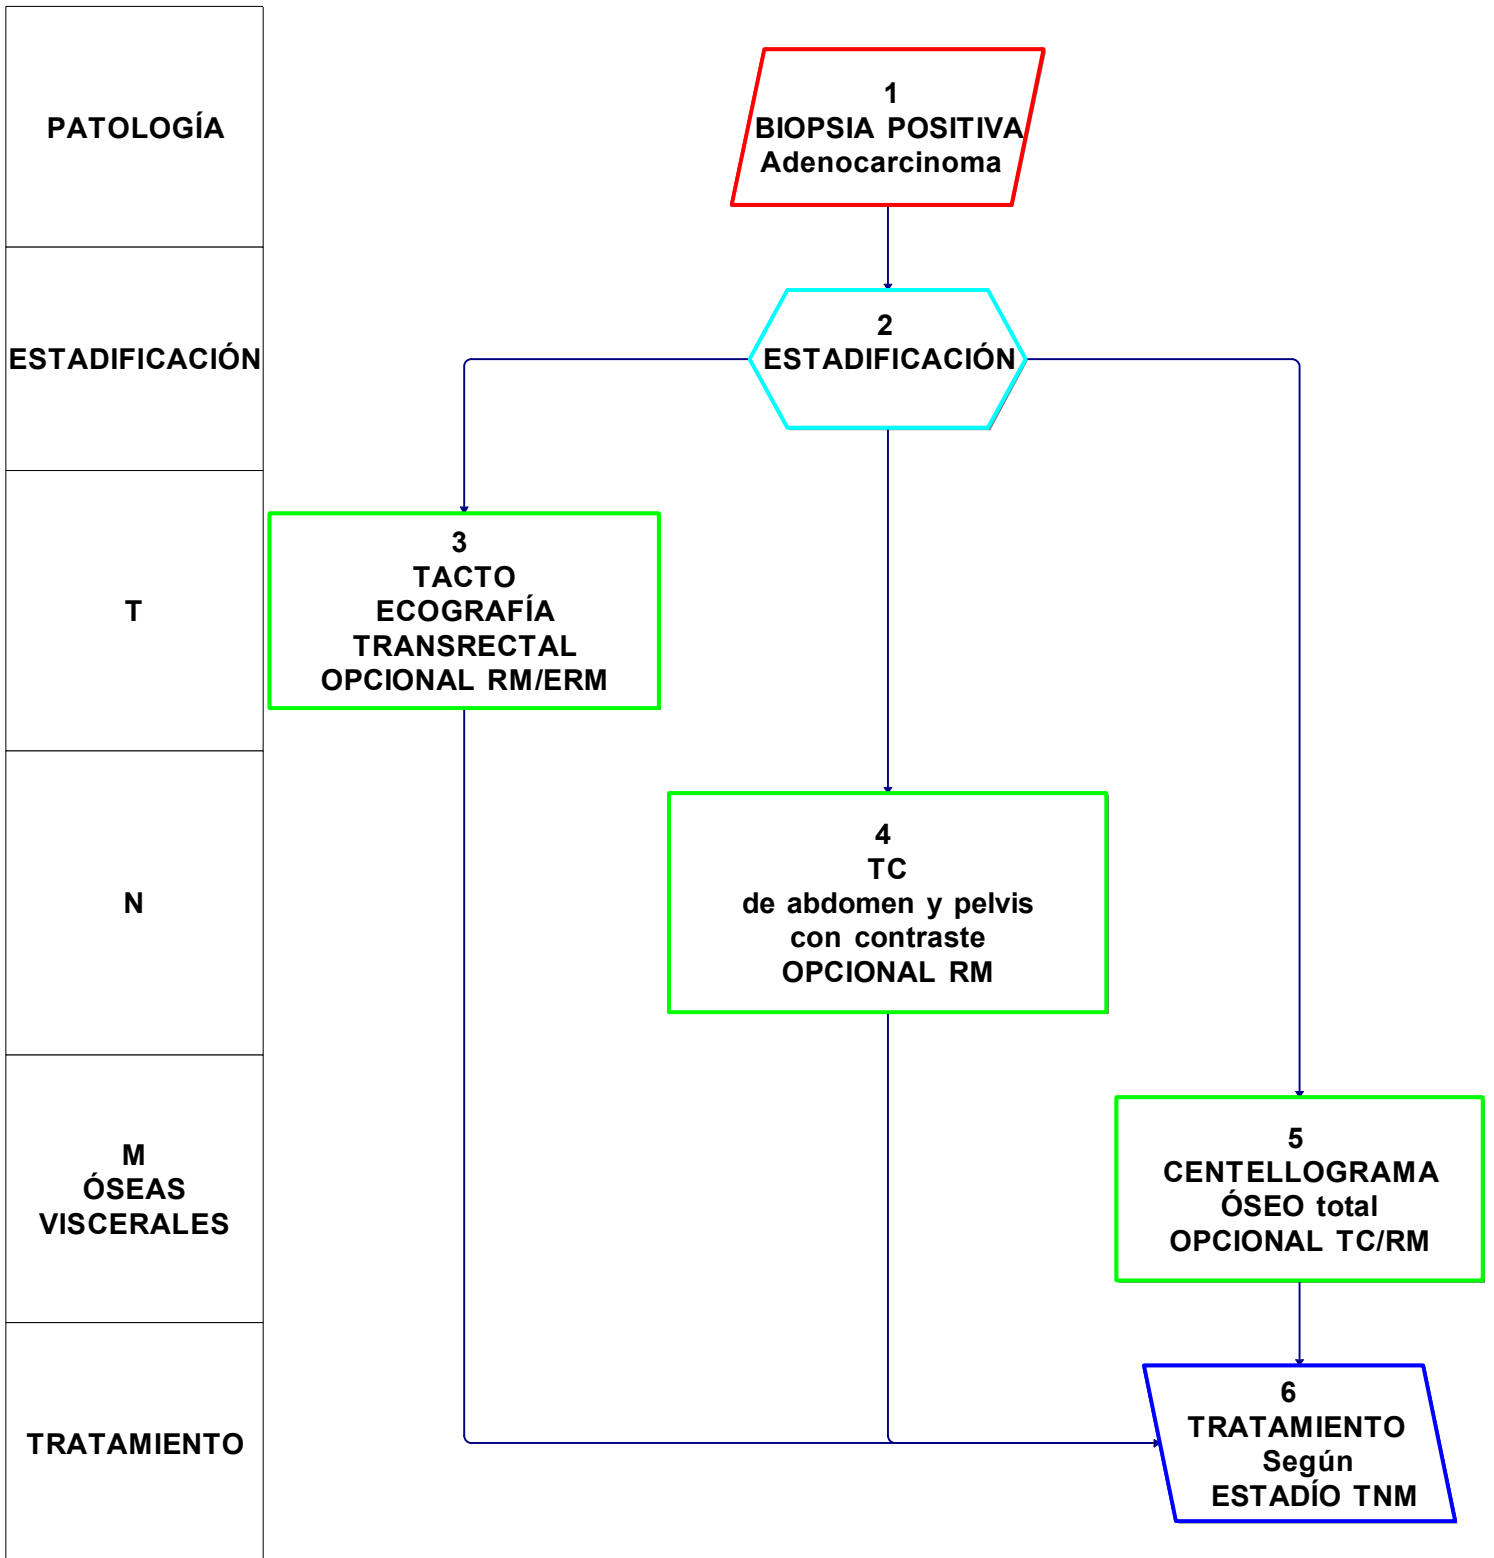 PATOLOGÍA
1
BIOPSIA POSITIVA
Adenocarcinoma
ESTADIFICACIÓN
2
ESTADIFICACIÓN
T
3
TACTO
ECOGRAFÍA
TRANSRECTAL
OPCIONAL RM/ERM
N
4
TC
de abdomen y pelvis
con contraste
OPCIONAL RM
M
ÓSEAS
VISCERALES
5
CENTELLOGRAMA
ÓSEO total
OPCIONAL TC/RM
TRATAMIENTO
6
TRATAMIENTO
Según
ESTADÍO TNM